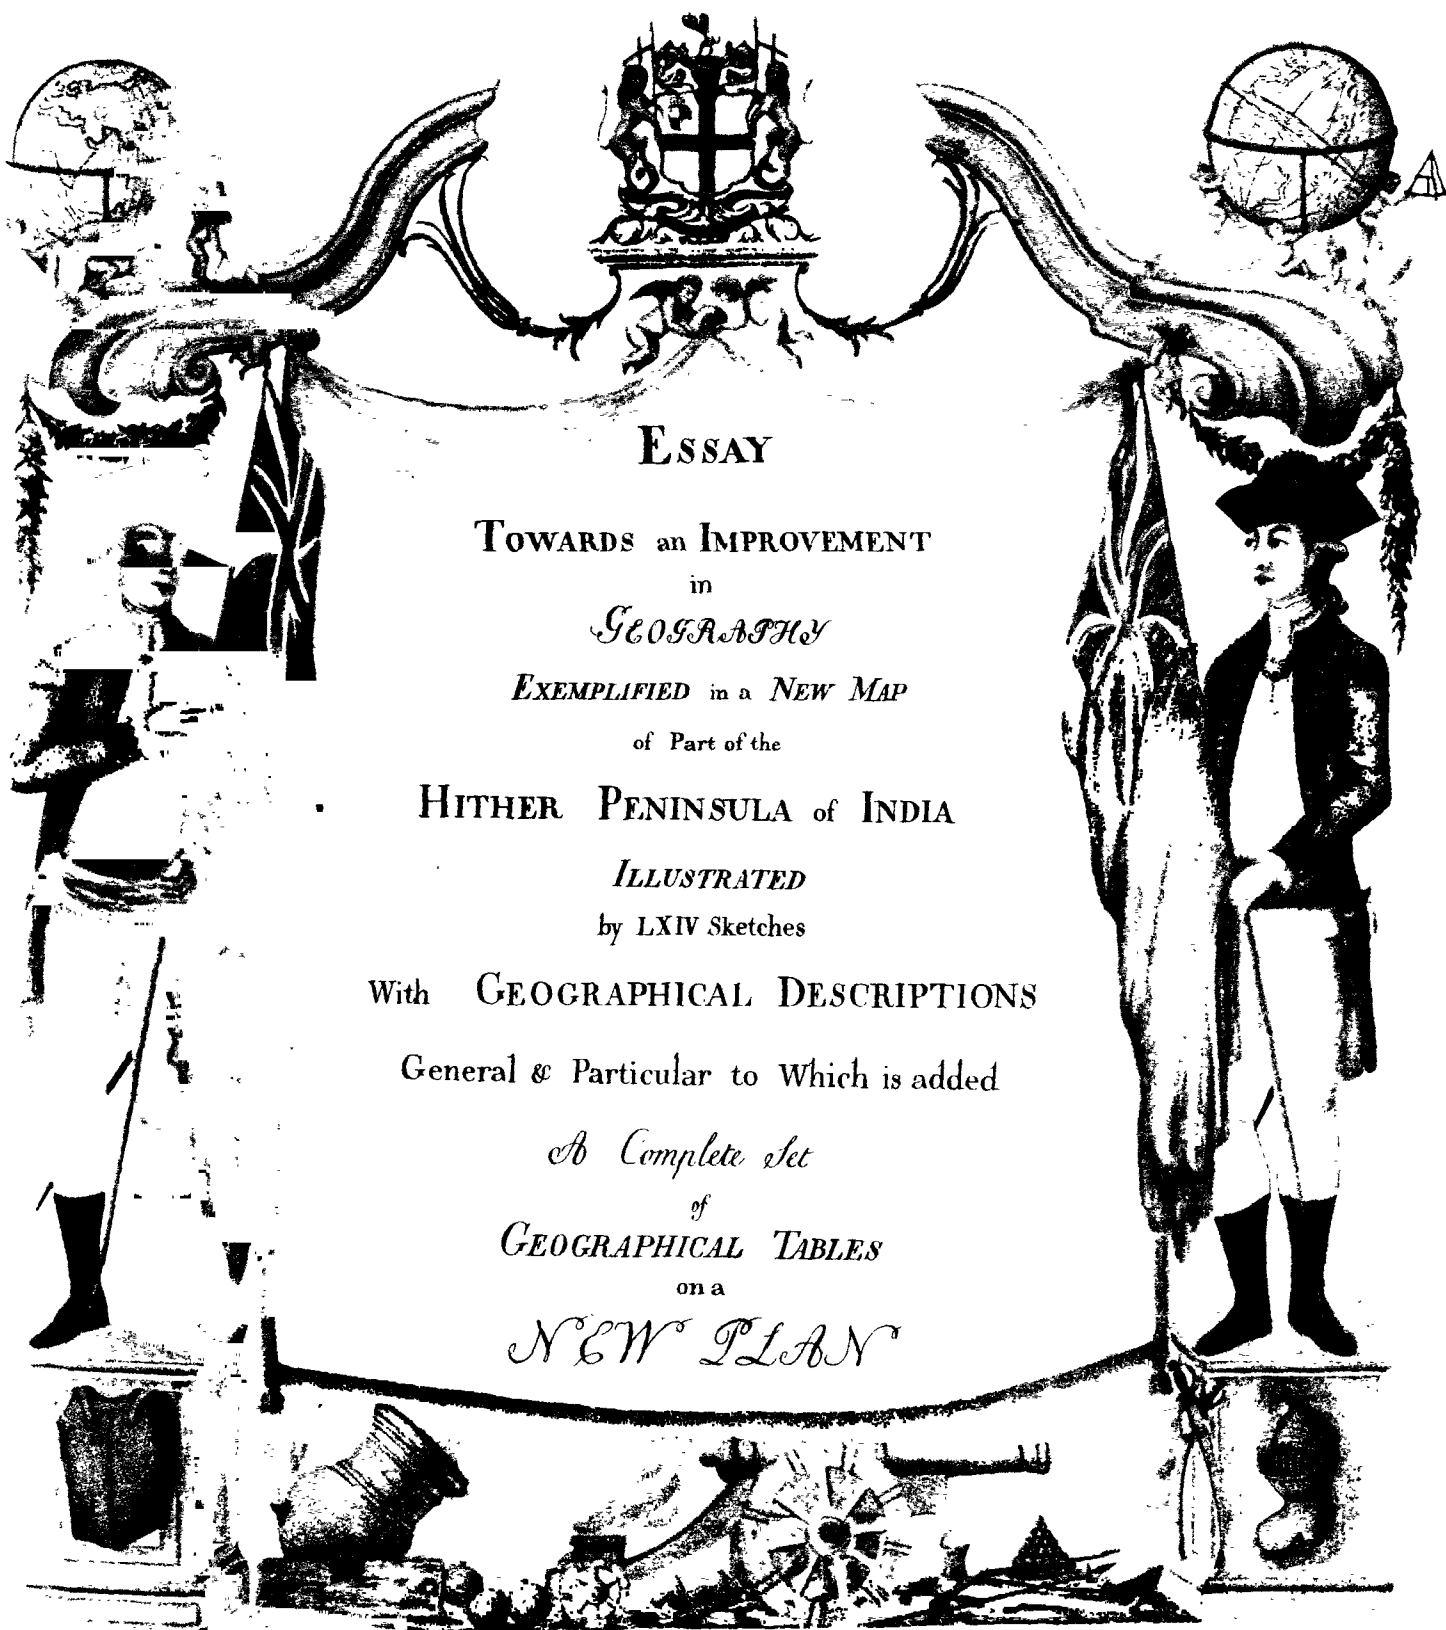 ESSAY
TOWARDS an IMPROVEMENT
in
GEOGRAPHY
EXEMPLIFIED in a NEW MAP
of Part of the
HITHER PENINSULA of INDIA
ILLUSTRATED
by LXIV Sketches
With GEOGRAPHICAL DESCRIPTIONS
General & Particular to Which is added
A Complete Set
of
GEOGRAPHICAL TABLES
on a
NEW PLAN